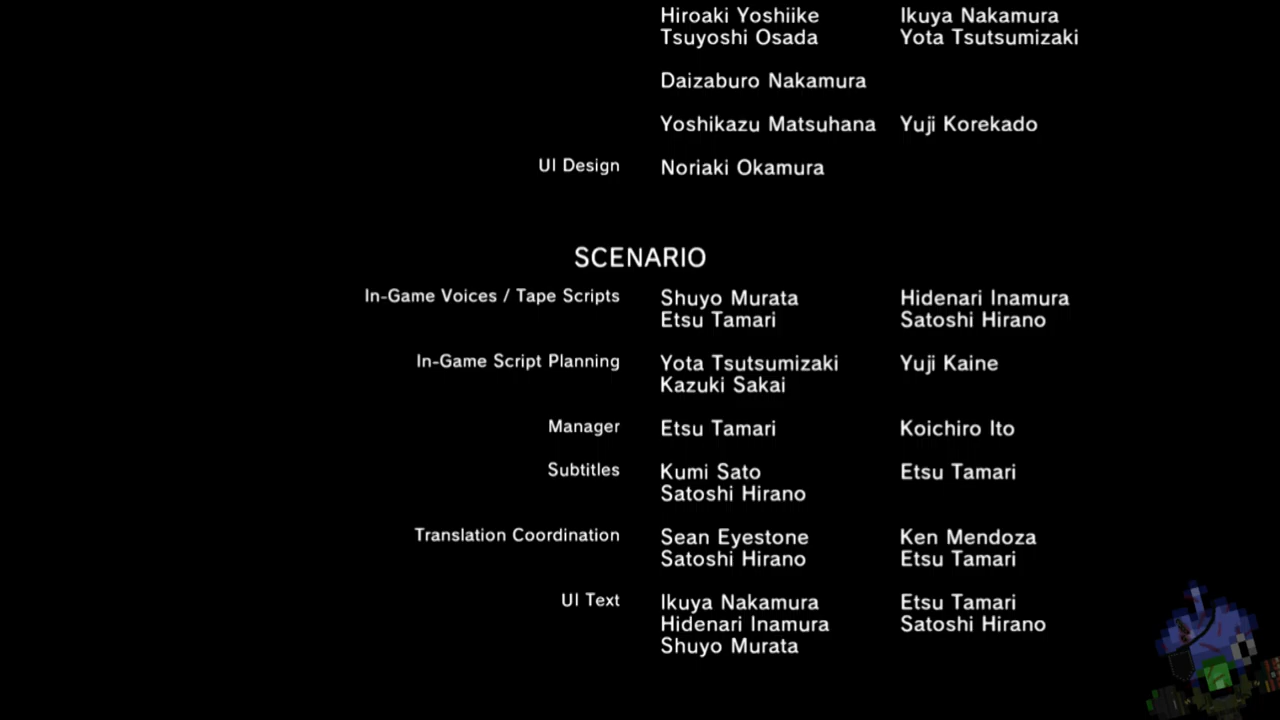 Hiroaki Yoshiike Ikuya Nakamura
Tsuyoshi Osada Yota Tsutsumizaki
Daizaburo Nakamura
Yoshikazu Matsuhana Yuji Korekado
UI Design Noriaki Okamura
SCENARIO
In-Game Voices / Tape Scripts Shuyo Murata Hidenari Inamura
Etsu Tamari Satoshi Hirano
In-Game Script Planning Yota Tsutsumizaki Yuji Kaine
Kazuki Sakai
Manager Etsu Tamari Koichiro Ito
Subtitles Kumi Sato Etsu Tamari
Satoshi Hirano
Translation Coordination Sean Eyestone Ken Mendoza
Satoshi Hirano Etsu Tamari
UI Text Ikuya Nakamura Etsu Tamari
Hidenari Inamura Satoshi Hirano
Shuyo Murata